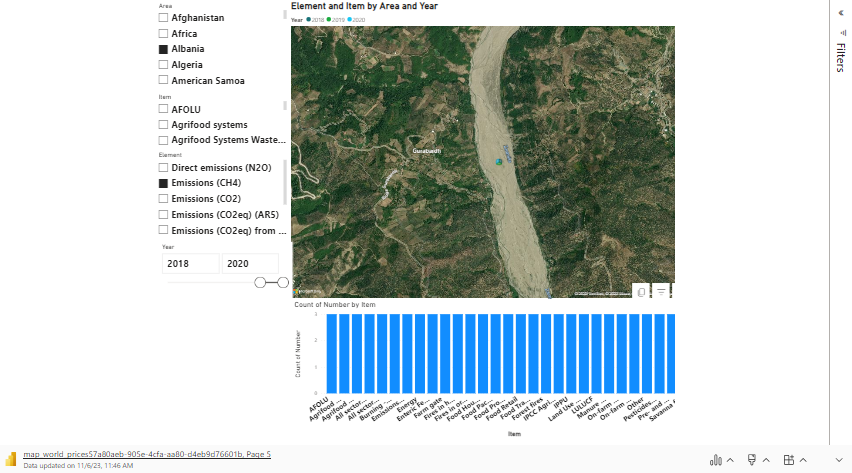 Area
Afghanistan
Africa
Albania
Algeria
American Samoa
Item
AFOLU
Agrifood systems
Agrifood Systems Waste...
Element
Direct emissions (N2O)
Emissions (CH4)
Emissions (CO2)
Emissions (CO2eq) (AR5)
Emissions (CO2eq) from ...
Year
2018 2020
Element and Item by Area and Year
Year 2018 2019 2020
Count of Number by Item
Count of Number
3
2
1
0
AFOLU
Agrifood ...
Agrifood ...
All sector...
All sector...
Burning -...
Emissions...
Energy
Enteric Fe...
Farm gate
Fires in h...
Fires in or...
Food Hou...
Food Pac...
Food Pro...
Food Retail
Food Tra...
Forest fires
IPCC Agri...
IPPU
Land Use ...
LULUCF
Manure ...
On-farm ...
On-farm ...
Other
Pesticides...
Pre- and ...
Savanna f
Item
Filters
map_world_prices57a80aeb-905e-4cfa-aa80-d4eb9d76601b, Page 5
Data updated on 11/6/23, 11:46 AM